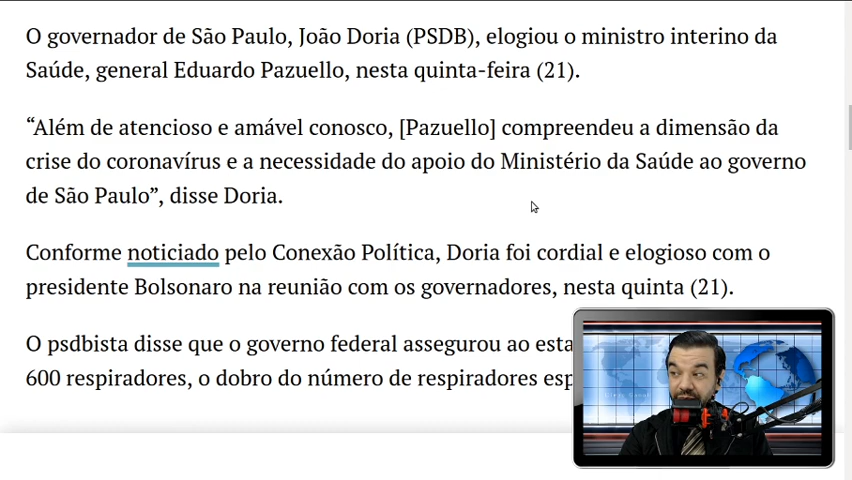 O governador de São Paulo, João Doria (PSDB), elogiou o ministro interino da
Saúde, general Eduardo Pazuello, nesta quinta-feira (21).
“Além de atencioso e amável conosco, [Pazuello] compreendeu a dimensão da
crise do coronavírus e a necessidade do apoio do Ministério da Saúde ao governo
de São Paulo”, disse Doria.
Conforme noticiado pelo Conexão Política, Doria foi cordial e elogioso com o
presidente Bolsonaro na reunião com os governadores, nesta quinta (21).
O psdbista disse que o governo federal assegurou ao esta
600 respiradores, o dobro do número de respiradores esp